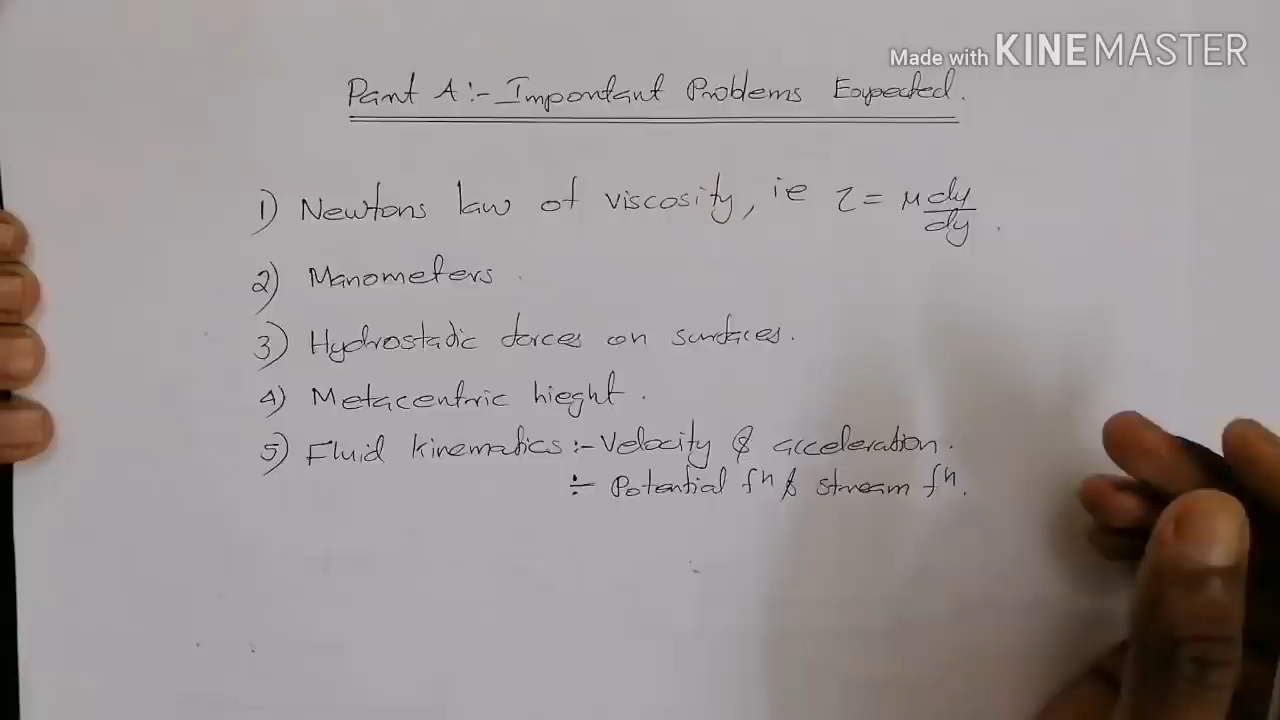 Made with KINEMASTER
Part A:- Important Problems Expected.
1) Newtons law of viscosity, ie τ = μ du/dy.
2) Manometers.
3) Hydrostatic forces on surfaces.
4) Metacentric hieght.
5) Fluid kinematics :- Velocity & acceleration.
:- Potential fⁿ & stream fⁿ.